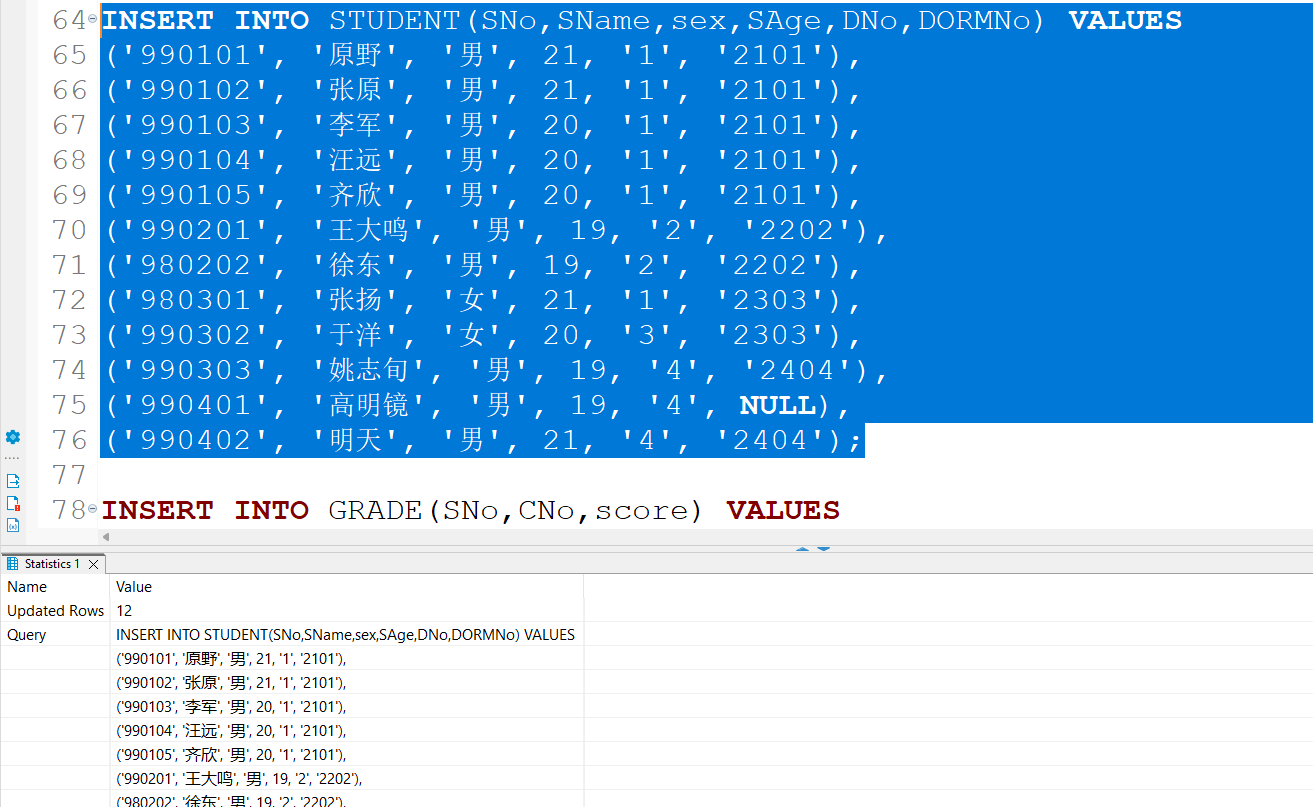 64 INSERT INTO STUDENT(SNo,SName,sex,SAge,DNo,DORMNo) VALUES
65 ('990101', '原野', '男', 21, '1', '2101'),
66 ('990102', '张原', '男', 21, '1', '2101'),
67 ('990103', '李军', '男', 20, '1', '2101'),
68 ('990104', '汪远', '男', 20, '1', '2101'),
69 ('990105', '齐欣', '男', 20, '1', '2101'),
70 ('990201', '王大鸣', '男', 19, '2', '2202'),
71 ('980202', '徐东', '男', 19, '2', '2202'),
72 ('980301', '张扬', '女', 21, '1', '2303'),
73 ('990302', '于洋', '女', 20, '3', '2303'),
74 ('990303', '姚志旬', '男', 19, '4', '2404'),
75 ('990401', '高明镜', '男', 19, '4', NULL),
76 ('990402', '明天', '男', 21, '4', '2404');
77
78 INSERT INTO GRADE(SNo,CNo,score) VALUES
Statistics 1
Name Value
Updated Rows 12
Query INSERT INTO STUDENT(SNo,SName,sex,SAge,DNo,DORMNo) VALUES
('990101', '原野', '男', 21, '1', '2101'),
('990102', '张原', '男', 21, '1', '2101'),
('990103', '李军', '男', 20, '1', '2101'),
('990104', '汪远', '男', 20, '1', '2101'),
('990105', '齐欣', '男', 20, '1', '2101'),
('990201', '王大鸣', '男', 19, '2', '2202'),
('980202', '徐东', '男', 19, '2', '2202'),